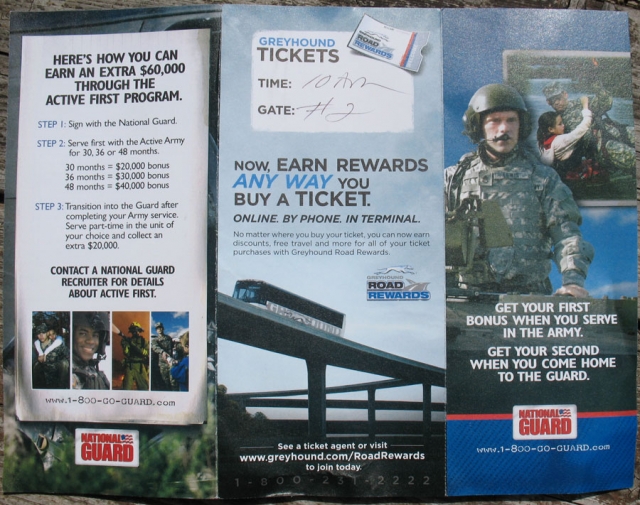 HERE'S HOW YOU CAN
EARN AN EXTRA $60,000
THROUGH THE
ACTIVE FIRST PROGRAM.
STEP 1: Sign with the National Guard.
STEP 2: Serve first with the Active Army
for 30, 36 or 48 months.
30 months = $20,000 bonus
36 months = $30,000 bonus
48 months = $40,000 bonus
STEP 3: Transition into the Guard after
completing your Army service.
Serve part-time in the unit of
your choice and collect an
extra $20,000.
CONTACT A NATIONAL GUARD
RECRUITER FOR DETAILS
ABOUT ACTIVE FIRST.
www.1-800-GO-GUARD.com
NATIONAL
GUARD
GREYHOUND
TICKETS
ROAD
REWARDS
TIME: 10 Am
GATE: #2
NOW, EARN REWARDS
ANY WAY YOU
BUY A TICKET.
ONLINE. BY PHONE. IN TERMINAL.
No matter where you buy your ticket, you can now earn
discounts, free travel and more for all of your ticket
purchases with Greyhound Road Rewards.
GREYHOUND
ROAD
REWARDS
GREYHOUND
See a ticket agent or visit
www.greyhound.com/RoadRewards
to join today.
1-800-231-2222
GET YOUR FIRST
BONUS WHEN YOU SERVE
IN THE ARMY.
GET YOUR SECOND
WHEN YOU COME HOME
TO THE GUARD.
NATIONAL
GUARD
www.1-800-GO-GUARD.com